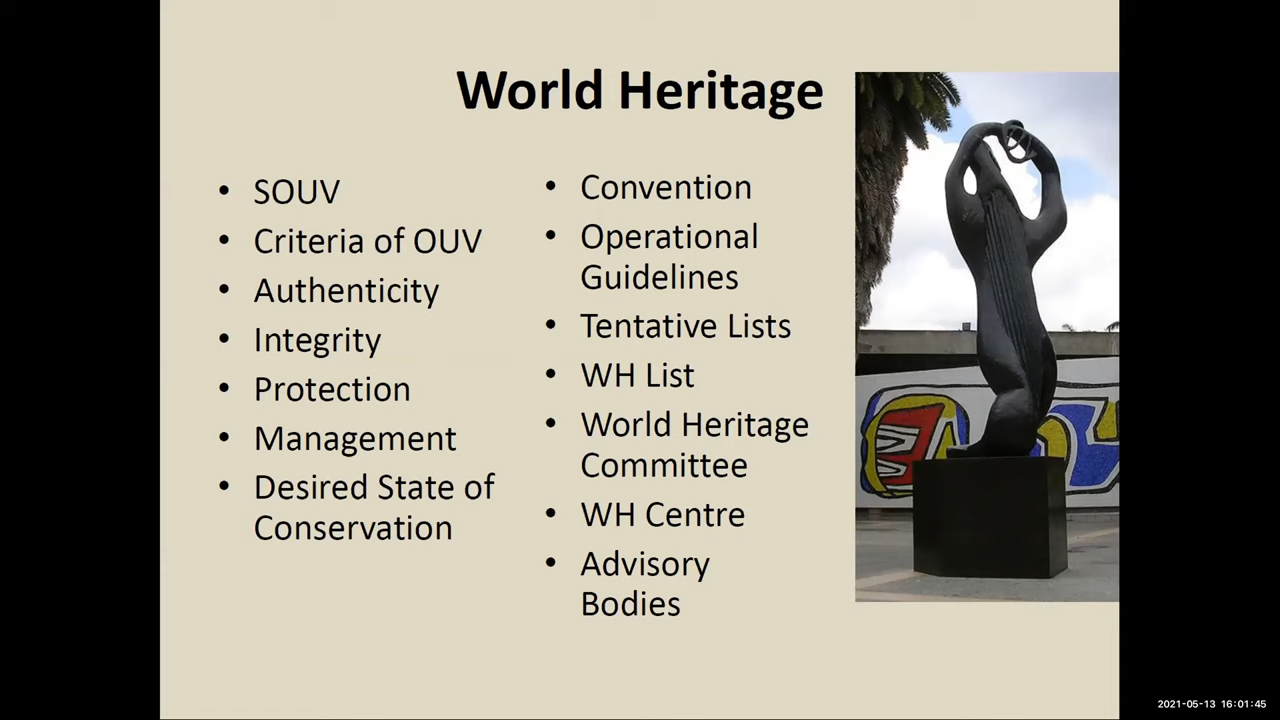 World Heritage
• SOUV
• Criteria of OUV
• Authenticity
• Integrity
• Protection
• Management
• Desired State of
Conservation
• Convention
• Operational
Guidelines
• Tentative Lists
• WH List
• World Heritage
Committee
• WH Centre
• Advisory
Bodies
2021-05-13 16:01:45